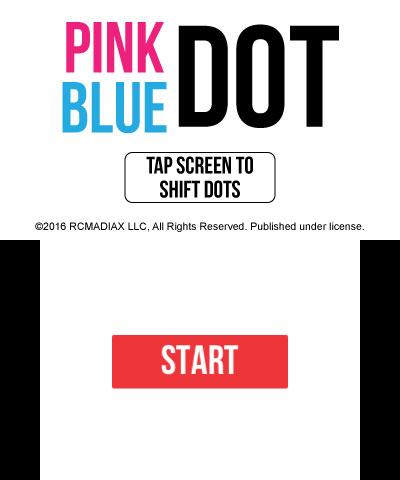 PINK
BLUE
DOT
TAP SCREEN TO
SHIFT DOTS
©2016 RCMADIAX LLC, All Rights Reserved. Published under license.
START